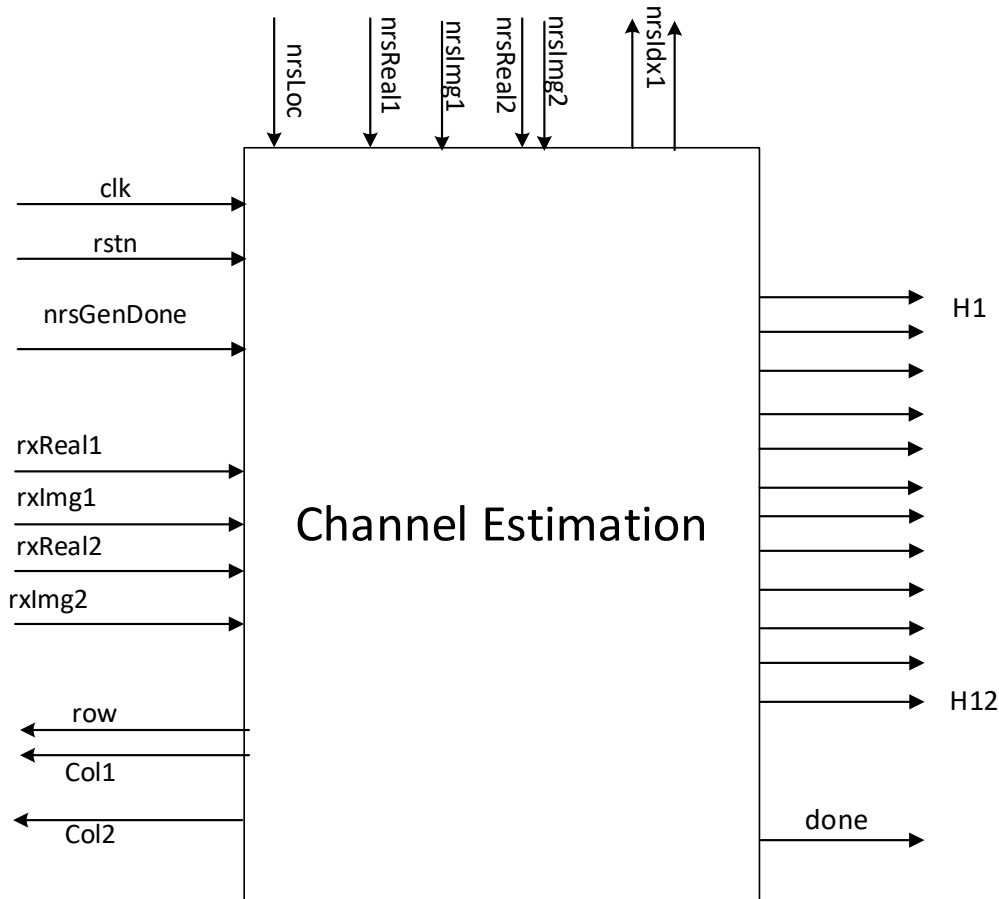 nrsLoc
nrsReal1
nrsImg1
nrsReal2
nrsImg2
nrsIdx1
clk
rstn
nrsGenDone
H1
rxReal1
rxImg1
Channel Estimation
rxReal2
rxImg2
H12
row
Col1
Col2
done